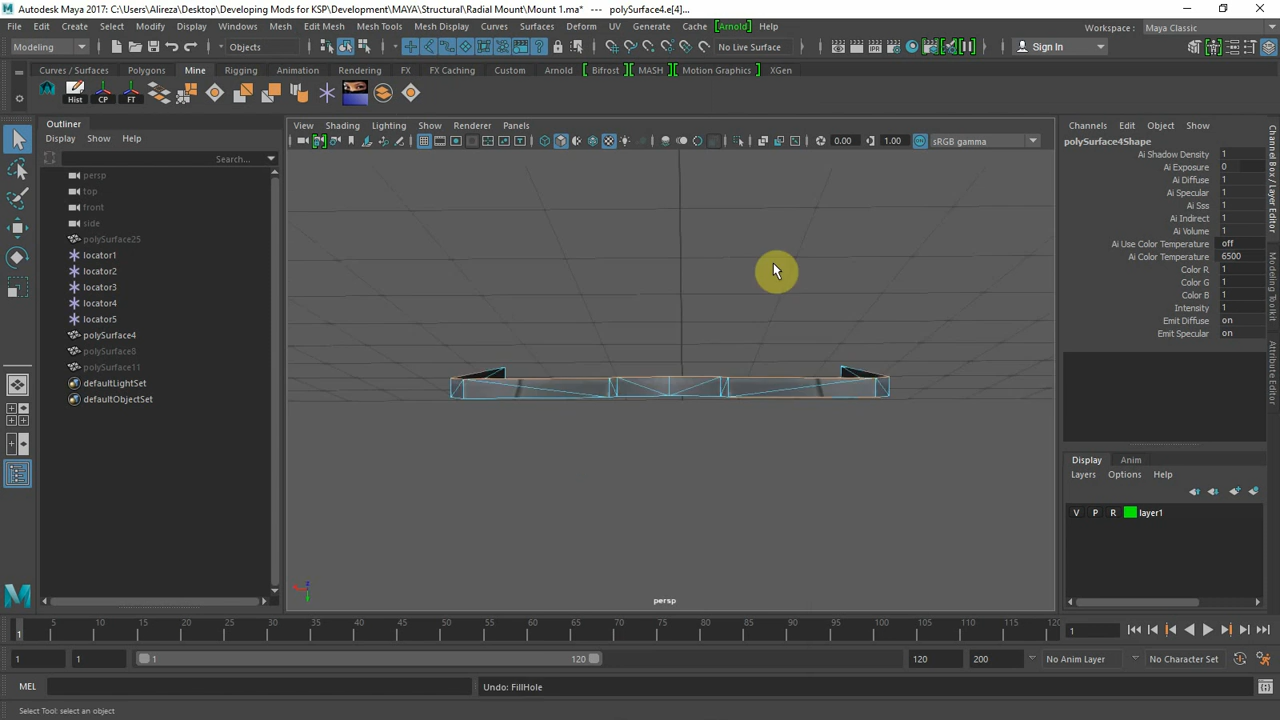 Autodesk Maya 2017: C:\Users\Alireza\Desktop\Developing Mods for KSP\Development\MAYA\Structural\Radial Mount\Mount 1.ma*   ---   polySurface4.e[4]...
File Edit Create Select Modify Display Windows Mesh Edit Mesh Mesh Tools Mesh Display Curves Surfaces Deform UV Generate Cache [Arnold] Help Workspace : Maya Classic
Modeling Objects No Live Surface Sign In
Curves / Surfaces Polygons Mine Rigging Animation Rendering FX FX Caching Custom Arnold Bifrost MASH Motion Graphics XGen
Hist CP FT
Outliner
Display Show Help
Search...
persp
top
front
side
polySurface25
locator1
locator2
locator3
locator4
locator5
polySurface4
polySurface8
polySurface11
defaultLightSet
defaultObjectSet
View Shading Lighting Show Renderer Panels
0.00 1.00 sRGB gamma
persp
Channels Edit Object Show
polySurface4Shape
Ai Shadow Density 1
Ai Exposure 0
Ai Diffuse 1
Ai Specular 1
Ai Sss 1
Ai Indirect 1
Ai Volume 1
Ai Use Color Temperature off
Ai Color Temperature 6500
Color R 1
Color G 1
Color B 1
Intensity 1
Emit Diffuse on
Emit Specular on
Display Anim
Layers Options Help
V P R layer1
Channel Box / Layer Editor
Modeling Toolkit
Attribute Editor
1 5 10 15 20 25 30 35 40 45 50 55 60 65 70 75 80 85 90 95 100 105 110 115 120
1
1 1 1 120 120 200 No Anim Layer No Character Set
MEL Undo: FillHole
Select Tool: select an object